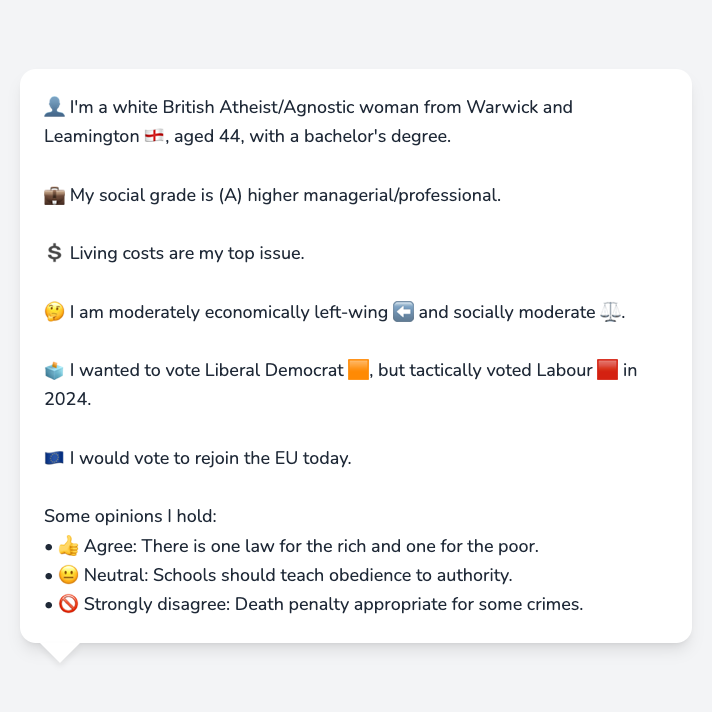 👤 I'm a white British Atheist/Agnostic woman from Warwick and
Leamington 🏴󠁧󠁢󠁥󠁮󠁧󠁿, aged 44, with a bachelor's degree.
💼 My social grade is (A) higher managerial/professional.
💲 Living costs are my top issue.
🤔 I am moderately economically left-wing ⬅️ and socially moderate ⚖️.
🗳️ I wanted to vote Liberal Democrat 🟧, but tactically voted Labour 🟥 in
2024.
🇪🇺 I would vote to rejoin the EU today.
Some opinions I hold:
• 👍 Agree: There is one law for the rich and one for the poor.
• 😐 Neutral: Schools should teach obedience to authority.
• 🚫 Strongly disagree: Death penalty appropriate for some crimes.